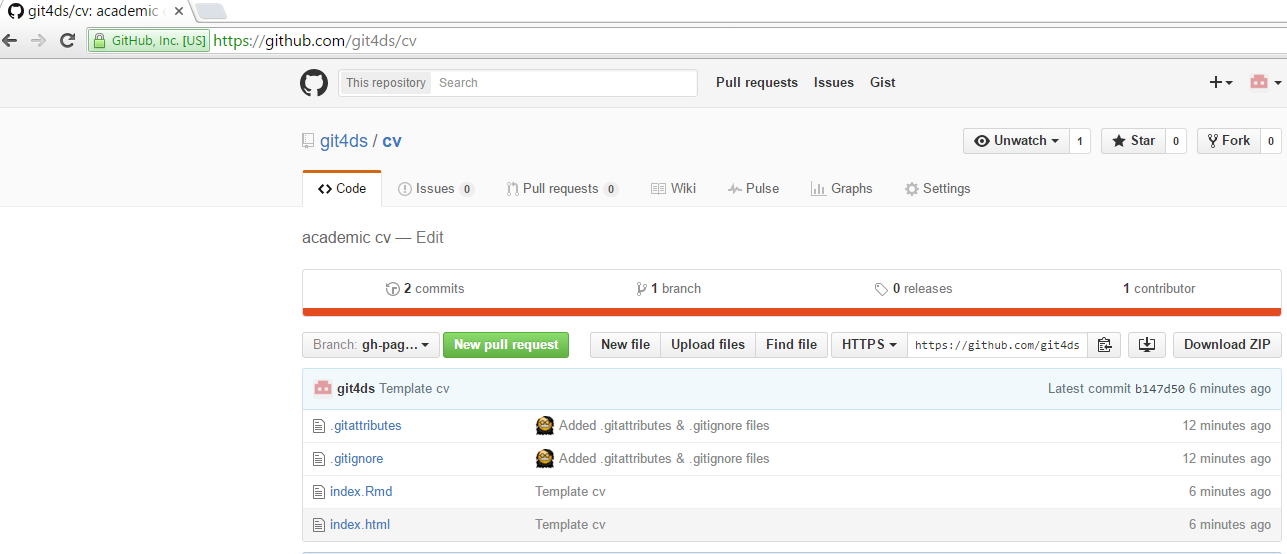 git4ds/cv: academic
GitHub, Inc. [US] https://github.com/git4ds/cv
This repository Search Pull requests Issues Gist
git4ds / cv Unwatch 1 Star 0 Fork 0
Code Issues 0 Pull requests 0 Wiki Pulse Graphs Settings
academic cv — Edit
2 commits 1 branch 0 releases 1 contributor
Branch: gh-pag... New pull request New file Upload files Find file HTTPS https://github.com/git4ds Download ZIP
git4ds Template cv Latest commit b147d50 6 minutes ago
.gitattributes Added .gitattributes & .gitignore files 12 minutes ago
.gitignore Added .gitattributes & .gitignore files 12 minutes ago
index.Rmd Template cv 6 minutes ago
index.html Template cv 6 minutes ago